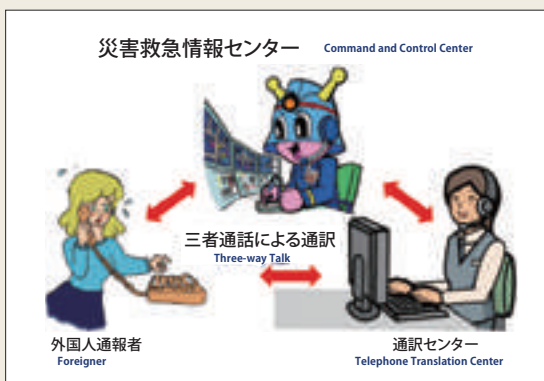 災害救急情報センター Command and Control Center
三者通話による通訳
Three-way Talk
外国人通報者
Foreigner
通訳センター
Telephone Translation Center